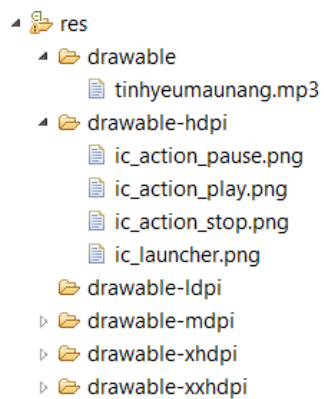 res
drawable
tinhyeumaunang.mp3
drawable-hdpi
ic_action_pause.png
ic_action_play.png
ic_action_stop.png
ic_launcher.png
drawable-ldpi
drawable-mdpi
drawable-xhdpi
drawable-xxhdpi